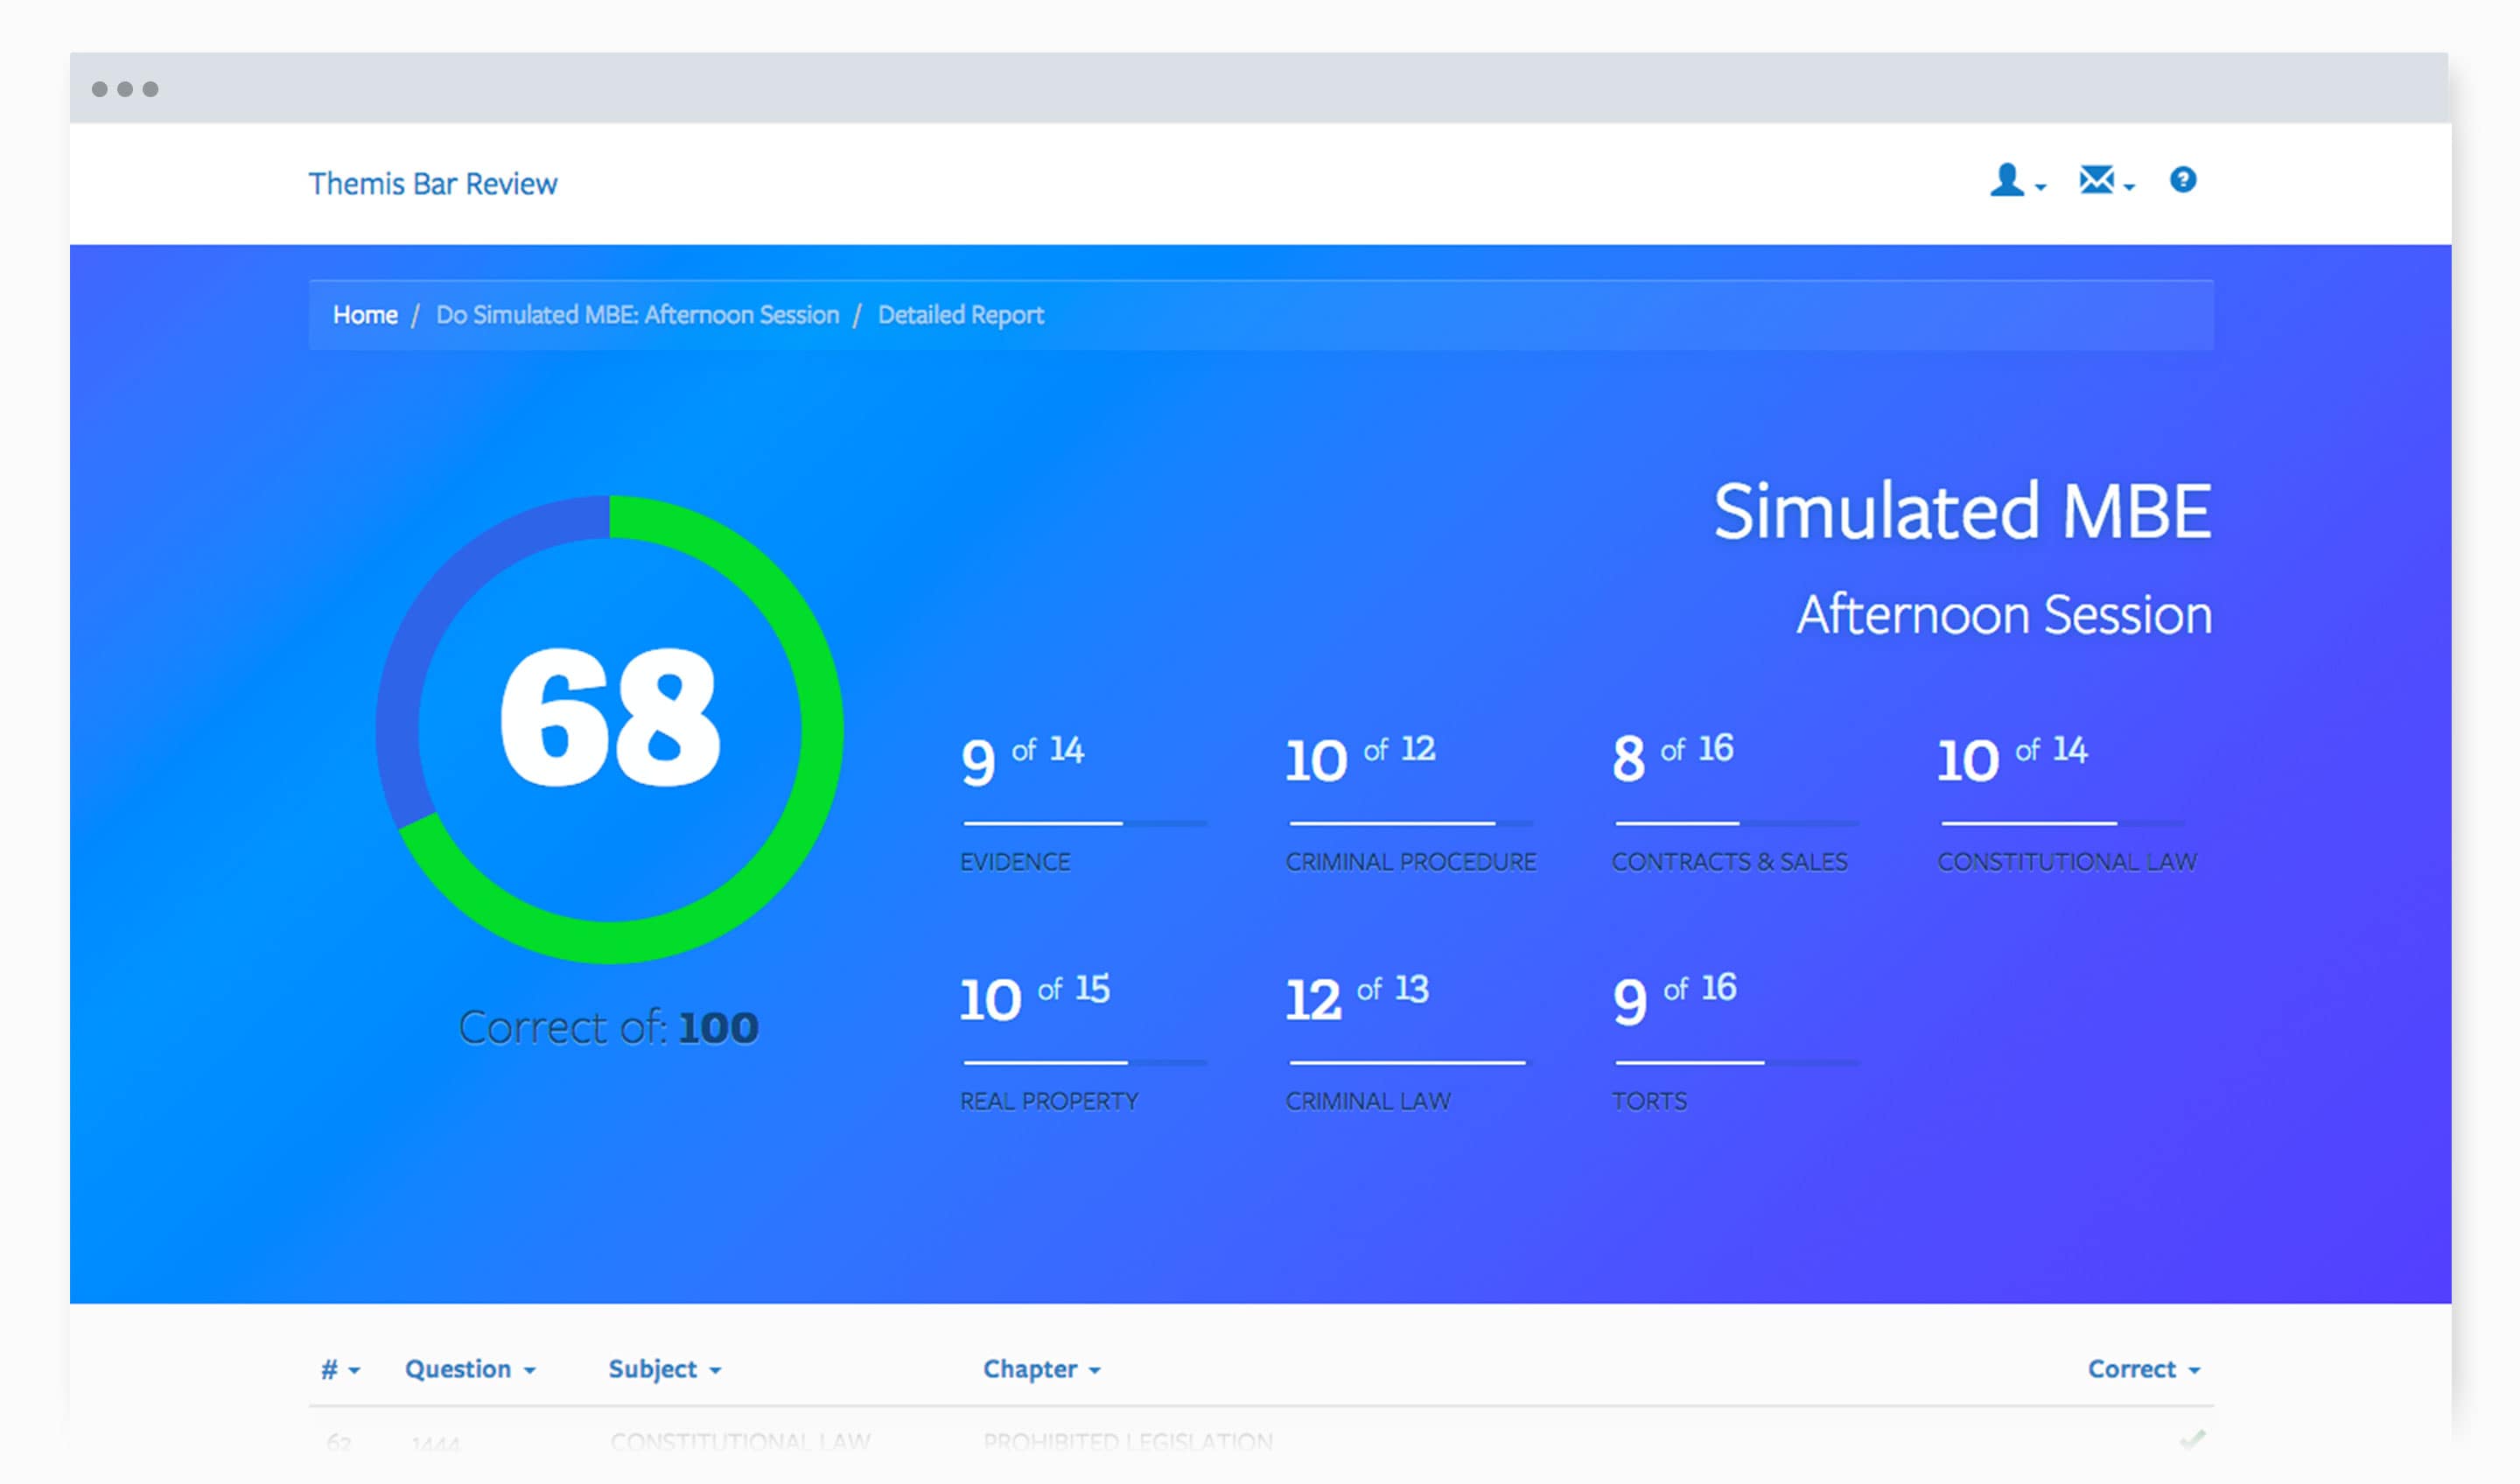 Themis Bar Review
Home / Do Simulated MBE: Afternoon Session / Detailed Report
Simulated MBE
Afternoon Session
68
Correct of: 100
9 of 14
EVIDENCE
10 of 12
CRIMINAL PROCEDURE
8 of 16
CONTRACTS & SALES
10 of 14
CONSTITUTIONAL LAW
10 of 15
REAL PROPERTY
12 of 13
CRIMINAL LAW
9 of 16
TORTS
# Question Subject Chapter Correct
62 1444 CONSTITUTIONAL LAW PROHIBITED LEGISLATION